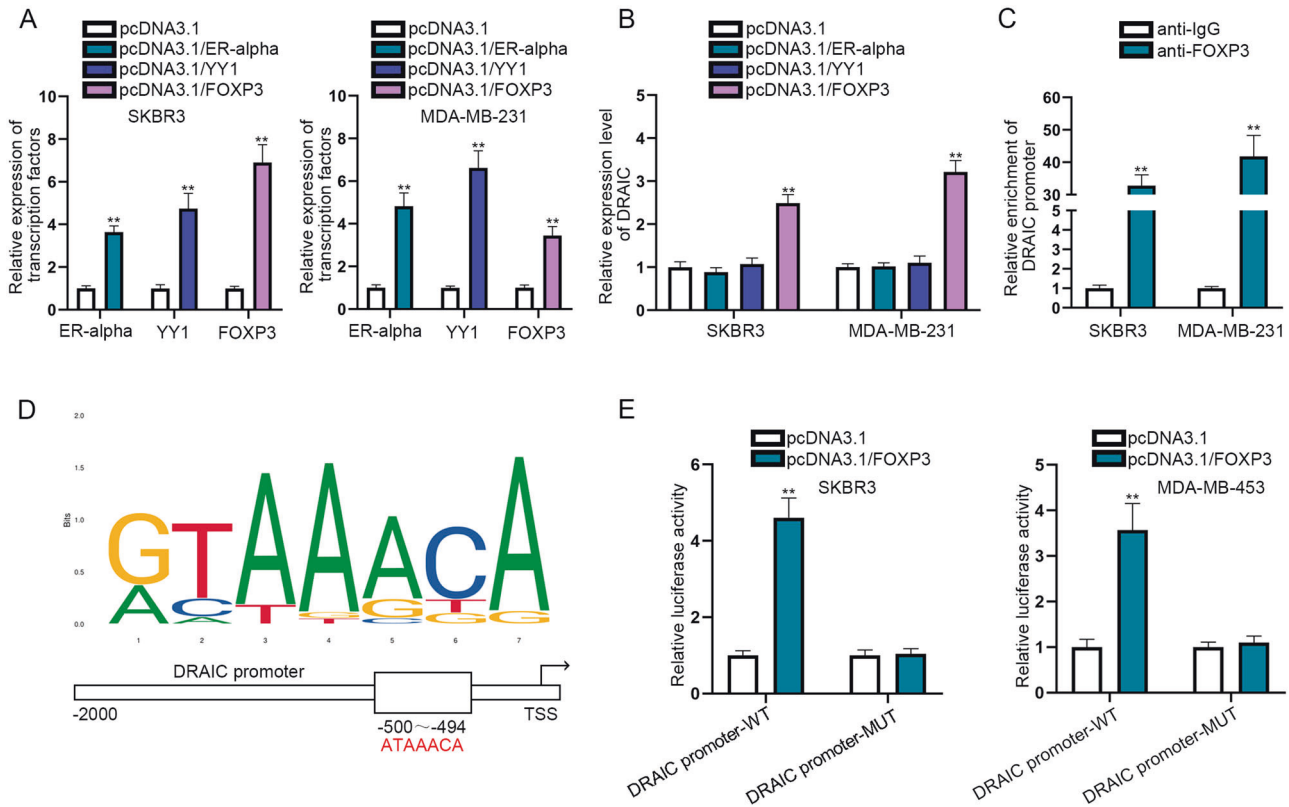 A
pcDNA3.1
pcDNA3.1/ER-alpha
pcDNA3.1/YY1
pcDNA3.1/FOXP3
SKBR3
Relative expression of
transcription factors
10
8
6
4
2
0
**
**
**
ER-alpha
YY1
FOXP3
pcDNA3.1
pcDNA3.1/ER-alpha
pcDNA3.1/YY1
pcDNA3.1/FOXP3
MDA-MB-231
Relative expression of
transcription factors
10
8
6
4
2
0
**
**
**
ER-alpha
YY1
FOXP3
B
pcDNA3.1
pcDNA3.1/ER-alpha
pcDNA3.1/YY1
pcDNA3.1/FOXP3
Relative expression level
of DRAIC
5
4
3
2
1
0
**
**
SKBR3
MDA-MB-231
C
anti-IgG
anti-FOXP3
Relative enrichment of
DRAIC promoter
60
50
40
30
5
4
3
2
1
0
**
**
SKBR3
MDA-MB-231
D
2.0
1.5
1.0
0.5
0.0
Bits
GTAAACA
ACTGGTG
ATCG
1 2 3 4 5 6 7
DRAIC promoter
-2000
-500～-494
ATAAACA
TSS
E
pcDNA3.1
pcDNA3.1/FOXP3
SKBR3
Relative luciferase activity
6
4
2
0
**
DRAIC promoter-WT
DRAIC promoter-MUT
pcDNA3.1
pcDNA3.1/FOXP3
MDA-MB-453
Relative luciferase activity
5
4
3
2
1
0
**
DRAIC promoter-WT
DRAIC promoter-MUT